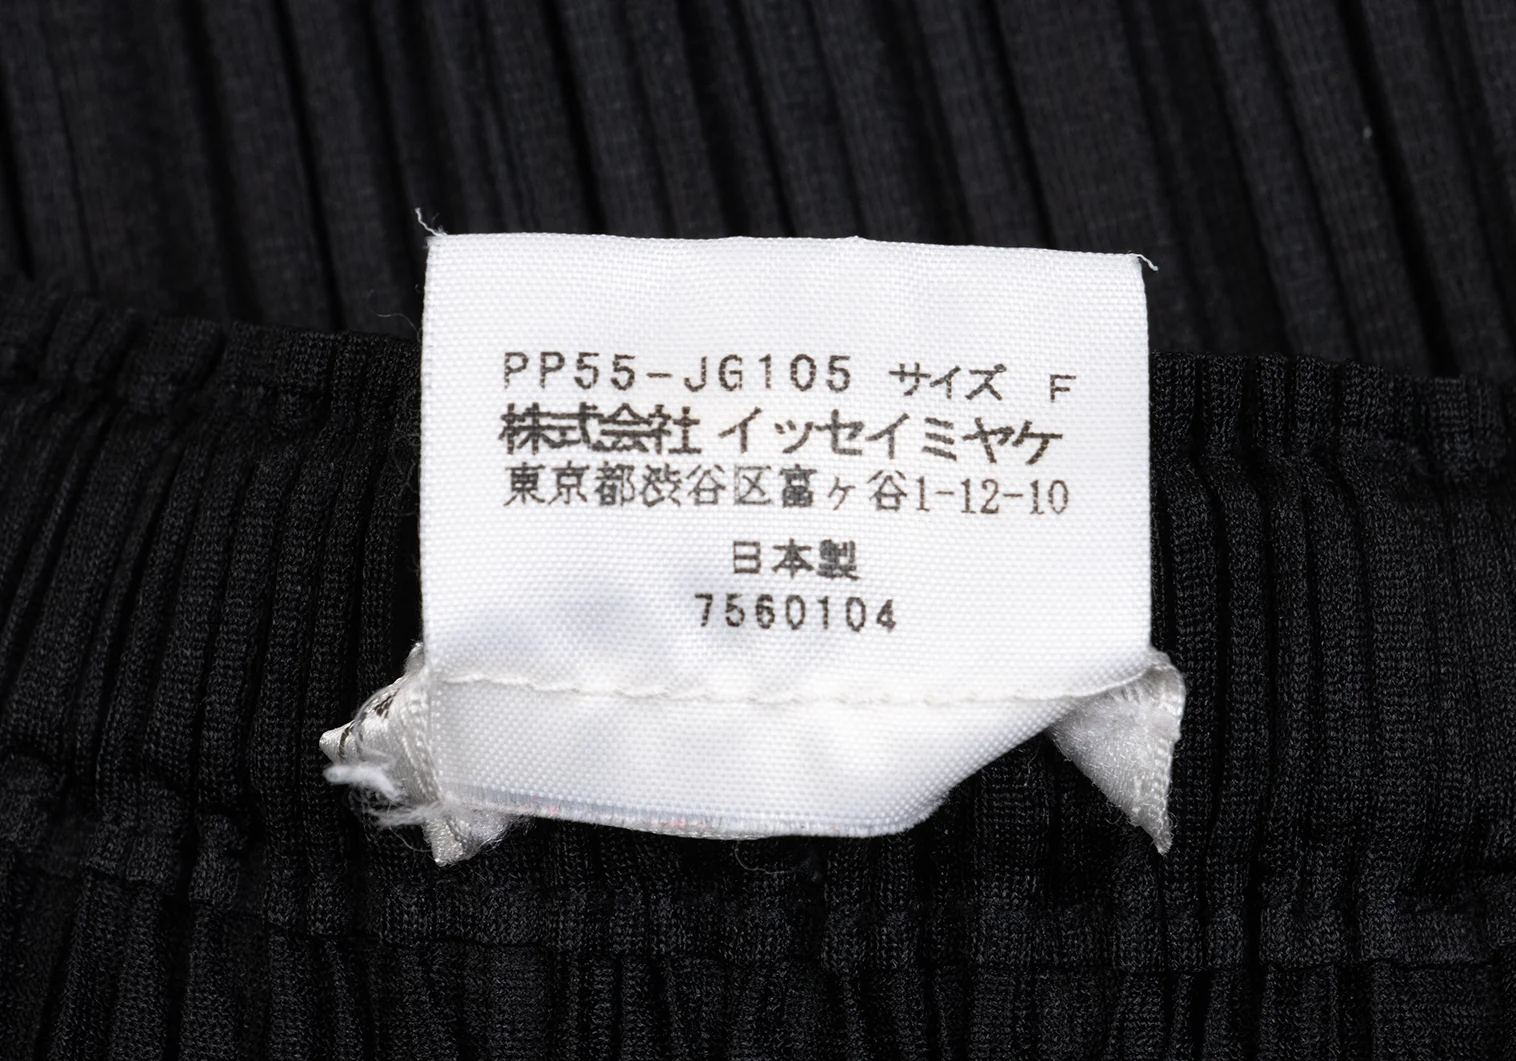 PP55-JG105 サイズ F
株式会社 イッセイミヤケ
東京都渋谷区富ヶ谷1-12-10
日本製
7560104